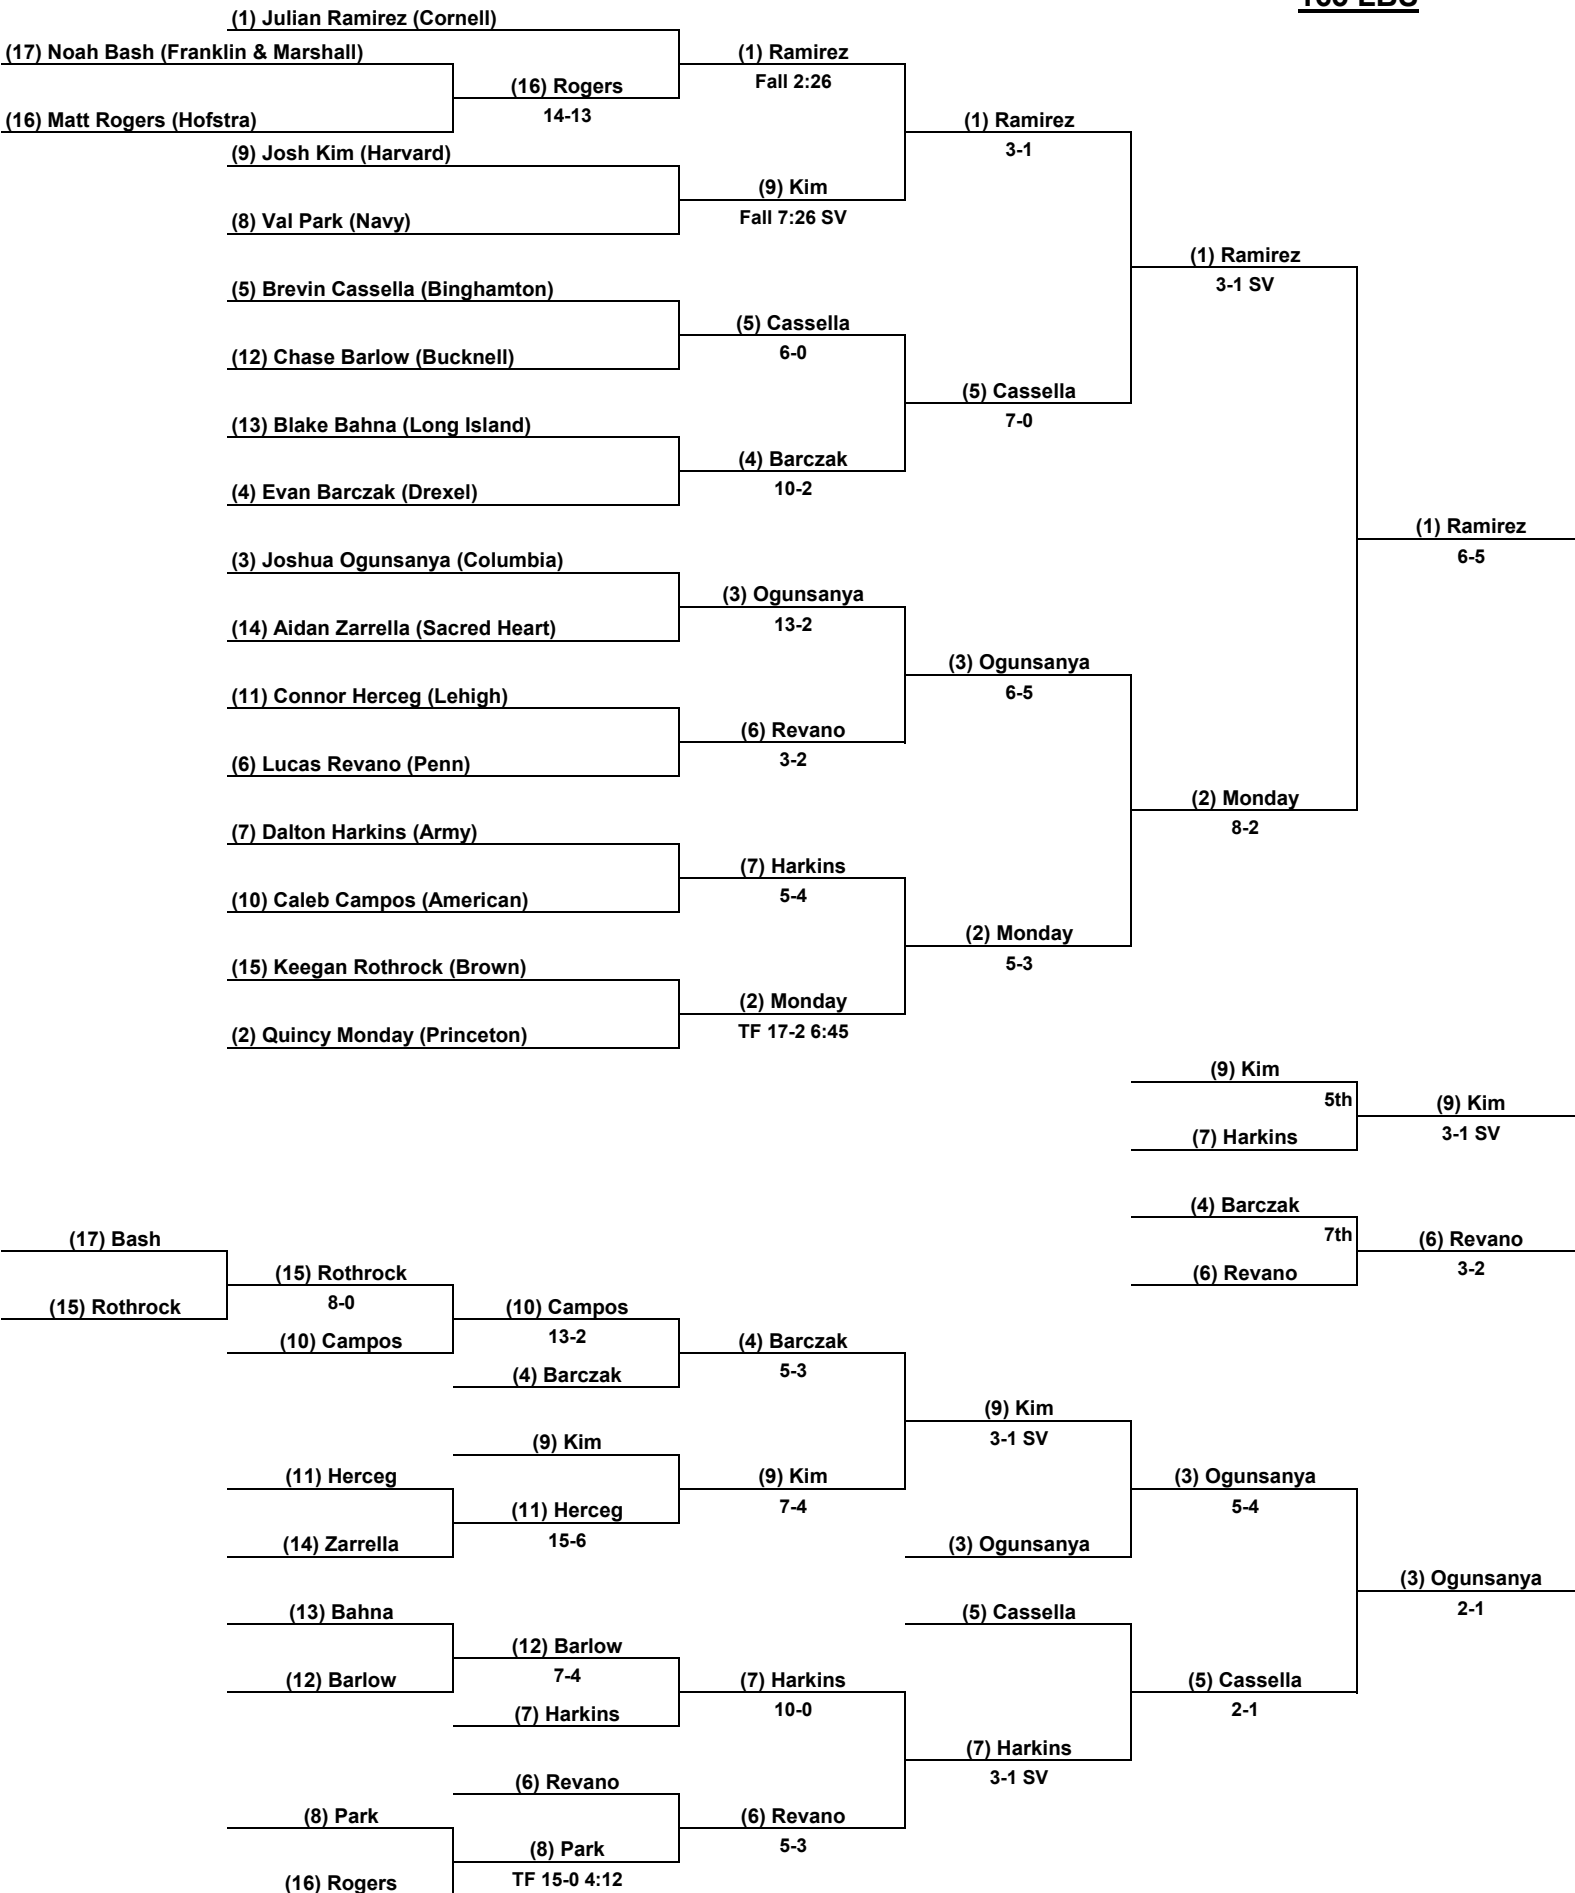 (1) Julian Ramirez (Cornell)
(17) Noah Bash (Franklin & Marshall)
(1) Ramirez
Fall 2:26
(16) Rogers
14-13
(16) Matt Rogers (Hofstra)
(1) Ramirez
3-1
(9) Josh Kim (Harvard)
(9) Kim
Fall 7:26 SV
(8) Val Park (Navy)
(1) Ramirez
3-1 SV
(5) Brevin Cassella (Binghamton)
(5) Cassella
6-0
(12) Chase Barlow (Bucknell)
(5) Cassella
7-0
(13) Blake Bahna (Long Island)
(4) Barczak
10-2
(4) Evan Barczak (Drexel)
(1) Ramirez
6-5
(3) Joshua Ogunsanya (Columbia)
(3) Ogunsanya
13-2
(14) Aidan Zarrella (Sacred Heart)
(3) Ogunsanya
6-5
(11) Connor Herceg (Lehigh)
(6) Revano
3-2
(6) Lucas Revano (Penn)
(2) Monday
8-2
(7) Dalton Harkins (Army)
(7) Harkins
5-4
(10) Caleb Campos (American)
(2) Monday
5-3
(15) Keegan Rothrock (Brown)
(2) Monday
TF 17-2 6:45
(2) Quincy Monday (Princeton)
(9) Kim
5th
(9) Kim
3-1 SV
(7) Harkins
(4) Barczak
7th
(6) Revano
3-2
(6) Revano
(17) Bash
(15) Rothrock
8-0
(15) Rothrock
(10) Campos
13-2
(10) Campos
(4) Barczak
5-3
(4) Barczak
(9) Kim
3-1 SV
(9) Kim
(11) Herceg
(9) Kim
7-4
(3) Ogunsanya
5-4
(11) Herceg
15-6
(14) Zarrella
(3) Ogunsanya
(3) Ogunsanya
2-1
(13) Bahna
(5) Cassella
(12) Barlow
7-4
(12) Barlow
(7) Harkins
10-0
(5) Cassella
2-1
(7) Harkins
(7) Harkins
3-1 SV
(6) Revano
(8) Park
(6) Revano
5-3
(8) Park
TF 15-0 4:12
(16) Rogers